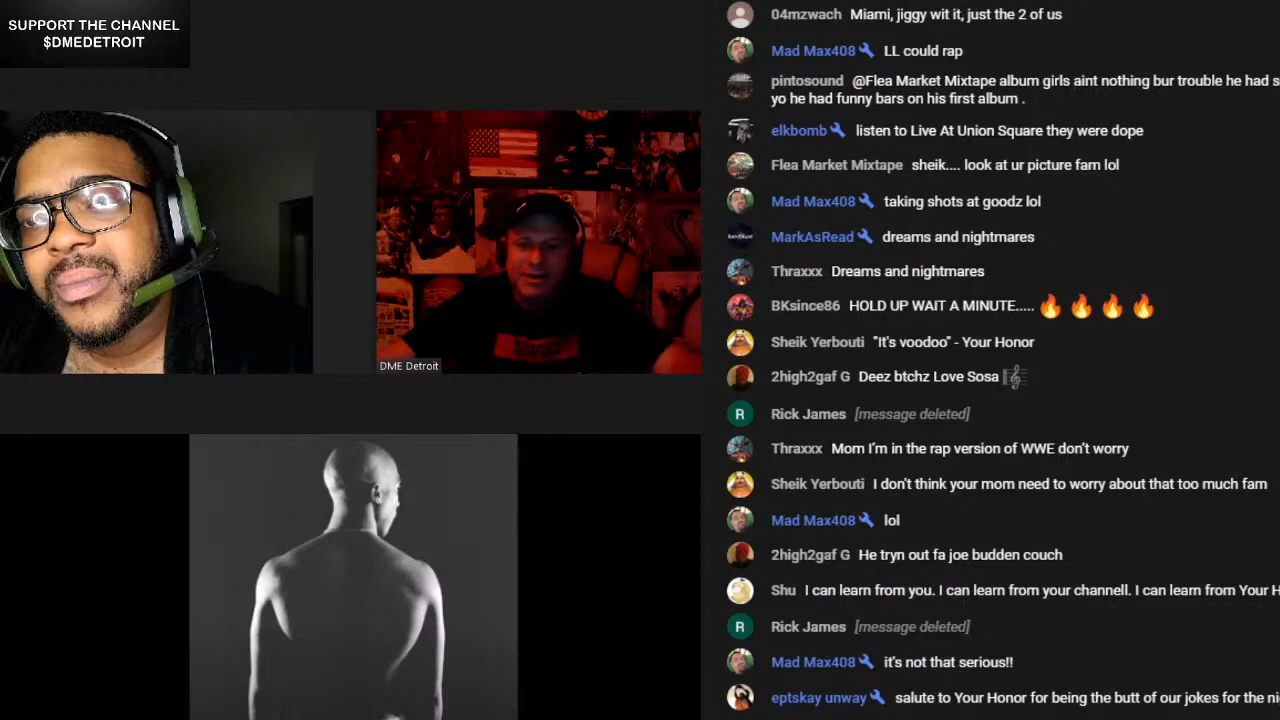 SUPPORT THE CHANNEL
$DMEDETROIT
DME Detroit
04mzwach Miami, jiggy wit it, just the 2 of us
Mad Max408 LL could rap
pintosound @Flea Market Mixtape album girls aint nothing bur trouble he had s
yo he had funny bars on his first album .
elkbomb listen to Live At Union Square they were dope
Flea Market Mixtape sheik.... look at ur picture fam lol
Mad Max408 taking shots at goodz lol
MarkAsRead dreams and nightmares
Thraxxx Dreams and nightmares
BKsince86 HOLD UP WAIT A MINUTE..... 🔥 🔥 🔥 🔥
Sheik Yerbouti "It's voodoo" - Your Honor
2high2gaf G Deez btchz Love Sosa 🎼
R Rick James [message deleted]
Thraxxx Mom I'm in the rap version of WWE don't worry
Sheik Yerbouti I don't think your mom need to worry about that too much fam
Mad Max408 lol
2high2gaf G He tryn out fa joe budden couch
Shu I can learn from you. I can learn from your channell. I can learn from Your H
R Rick James [message deleted]
Mad Max408 it's not that serious!!
eptskay unway salute to Your Honor for being the butt of our jokes for the ni